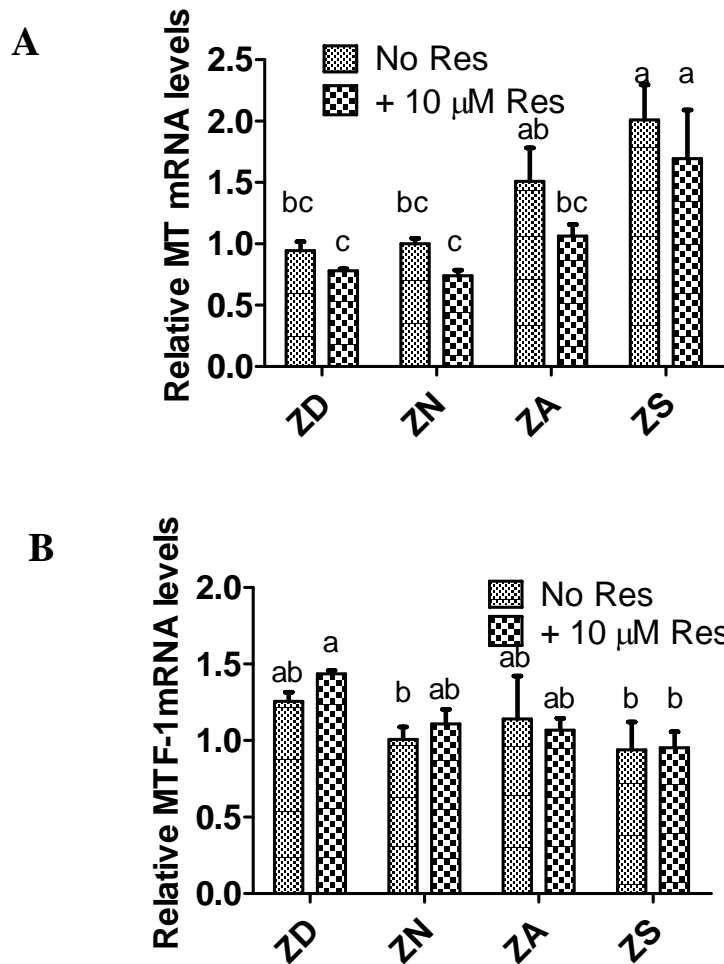 A
Relative MT mRNA levels
2.5
2.0
1.5
1.0
0.5
0.0
No Res
+ 10 μM Res
bc
c
bc
c
ab
bc
a
a
ZD
ZN
ZA
ZS
B
Relative MTF-1mRNA levels
2.0
1.5
1.0
0.5
0.0
No Res
+ 10 μM Res
ab
a
b
ab
ab
ab
b
b
ZD
ZN
ZA
ZS